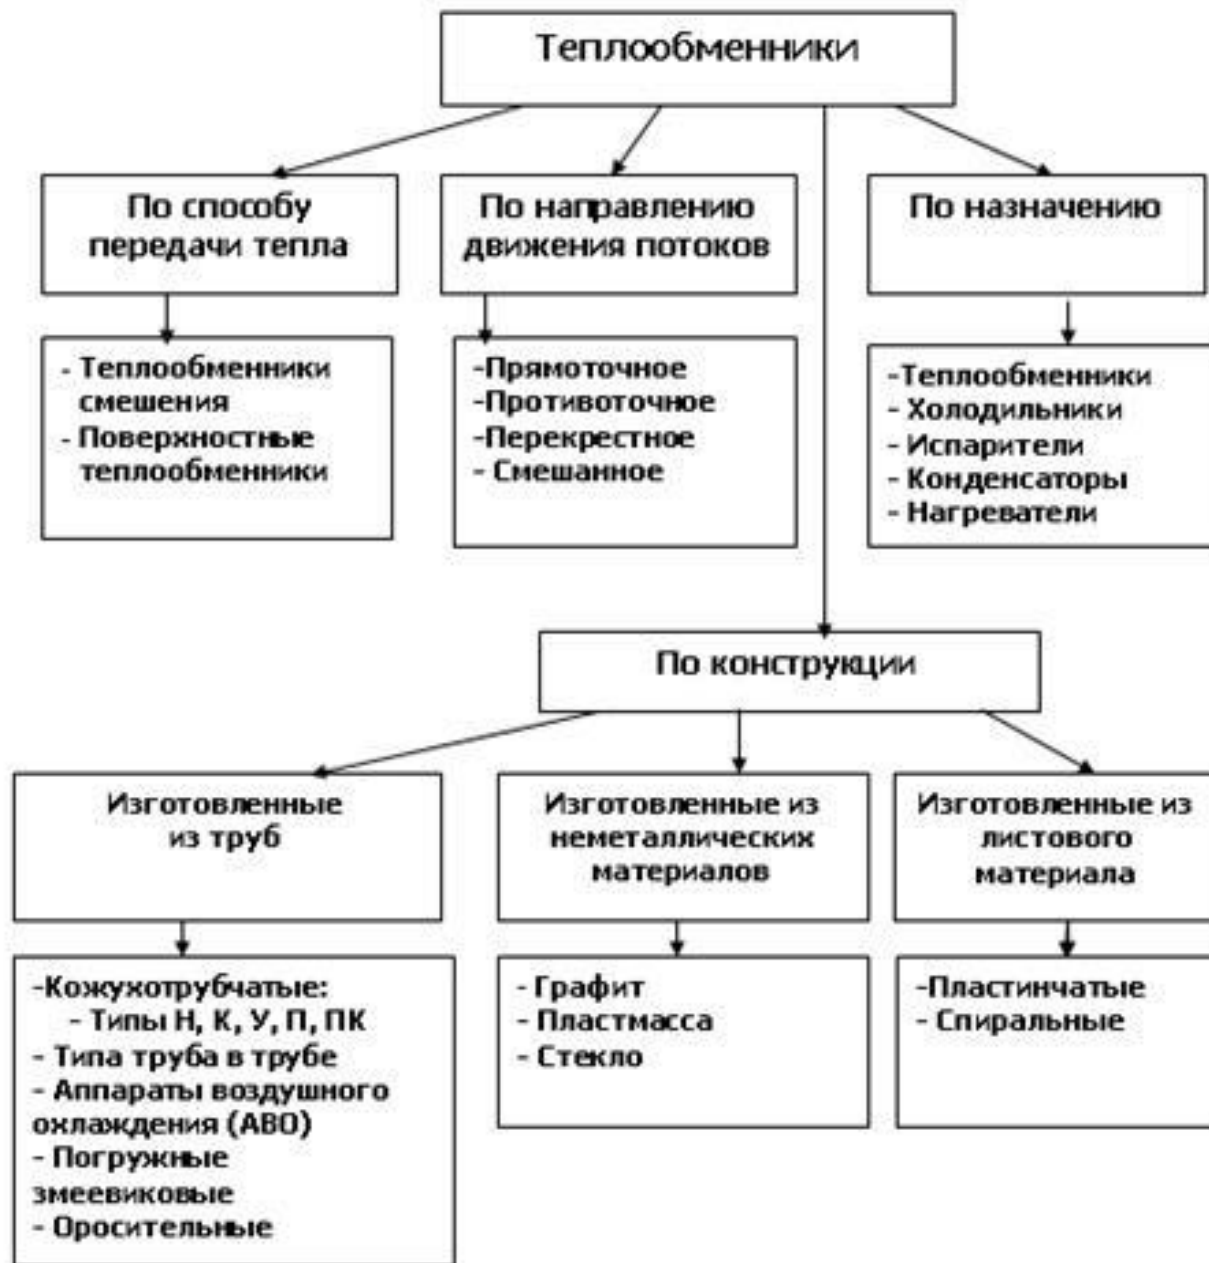 Теплообменники
По способу
передачи тепла
По направлению
движения потоков
По назначению
- Теплообменники
смешения
- Поверхностные
теплообменники
-Прямоточное
-Противоточное
-Перекрестное
- Смешанное
-Теплообменники
- Холодильники
- Испарители
- Конденсаторы
- Нагреватели
По конструкции
Изготовленные
из труб
Изготовленные из
неметаллических
материалов
Изготовленные из
листового
материала
-Кожухотрубчатые:
- Типы Н, К, У, П, ПК
- Типа труба в трубе
- Аппараты воздушного
охлаждения (АВО)
- Погружные
змеевиковые
- Оросительные
- Графит
- Пластмасса
- Стекло
-Пластинчатые
- Спиральные